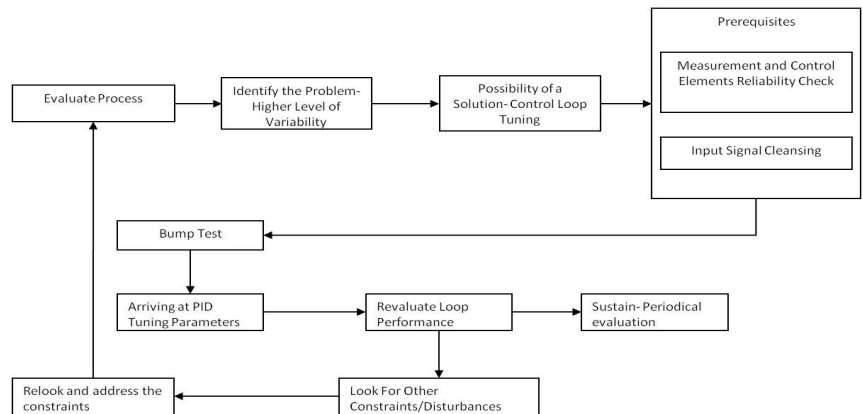 Prerequisites
Measurement and Control
Elements Reliability Check
Input Signal Cleansing
Evaluate Process
Identify the Problem-
Higher Level of
Variability
Possibility of a
Solution- Control Loop
Tuning
Bump Test
Arriving at PID
Tuning Parameters
Revaluate Loop
Performance
Sustain- Periodical
evaluation
Look For Other
Constraints/Disturbances
Relook and address the
constraints